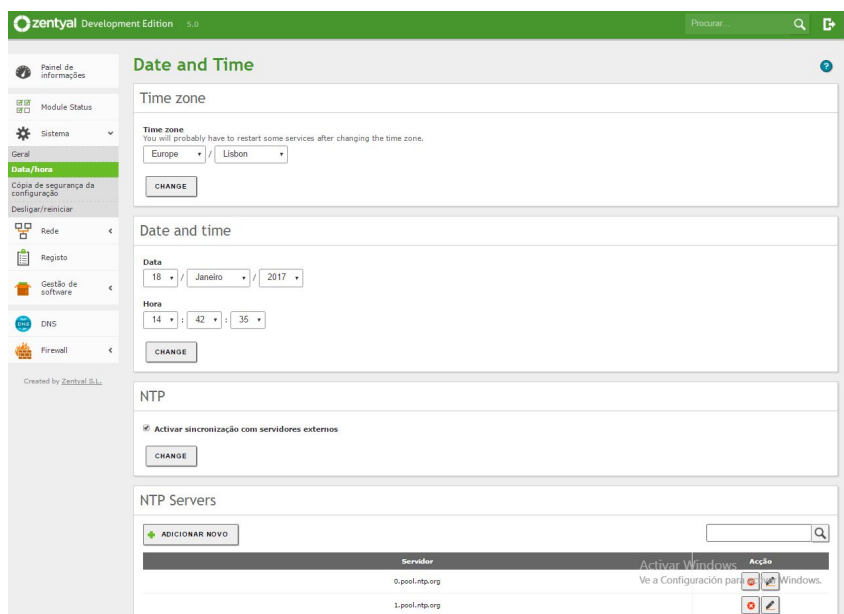 zentyal Development Edition 5.0
Procurar...
Painel de
informações
Module Status
Sistema
Geral
Data/hora
Cópia de segurança da
configuração
Desligar/reiniciar
Rede
Registo
Gestão de
software
DNS
Firewall
Created by Zentyal S.L.
Date and Time
?
Time zone
Time zone
You will probably have to restart some services after changing the time zone.
Europe / Lisbon
CHANGE
Date and time
Data
18 / Janeiro / 2017
Hora
14 : 42 : 35
CHANGE
NTP
Activar sincronização com servidores externos
CHANGE
NTP Servers
ADICIONAR NOVO
Servidor Acção
0.pool.ntp.org
1.pool.ntp.org
Activar Windows
Ve a Configuración para activar Windows.